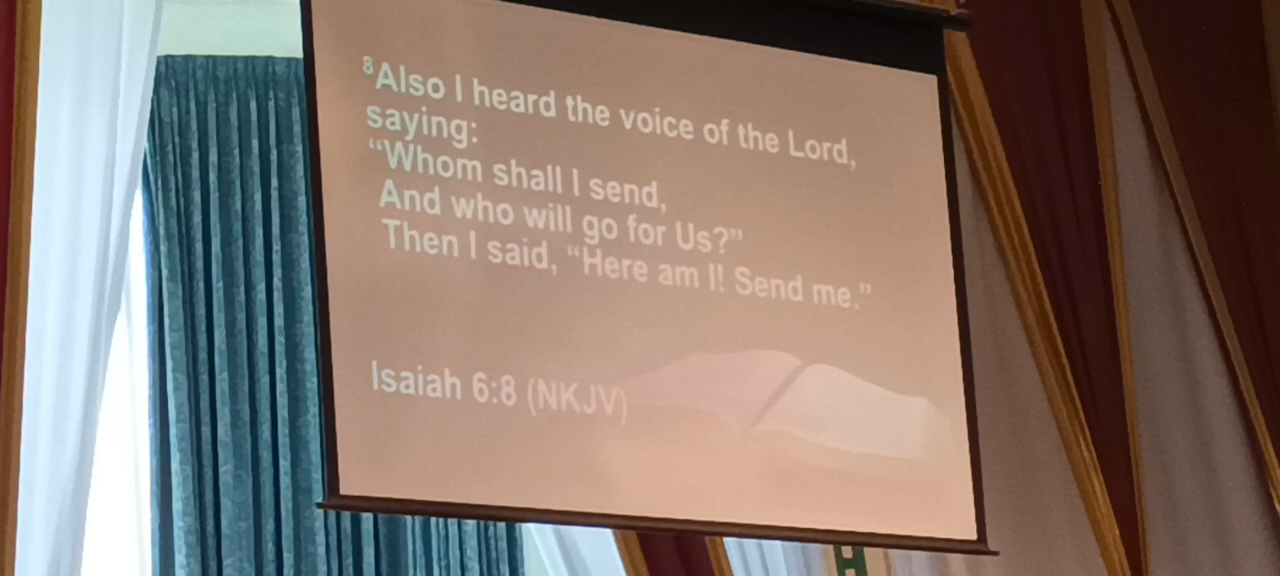 ⁸Also I heard the voice of the Lord,
saying:
“Whom shall I send,
And who will go for Us?”
Then I said, “Here am I! Send me.”
Isaiah 6:8 (NKJV)